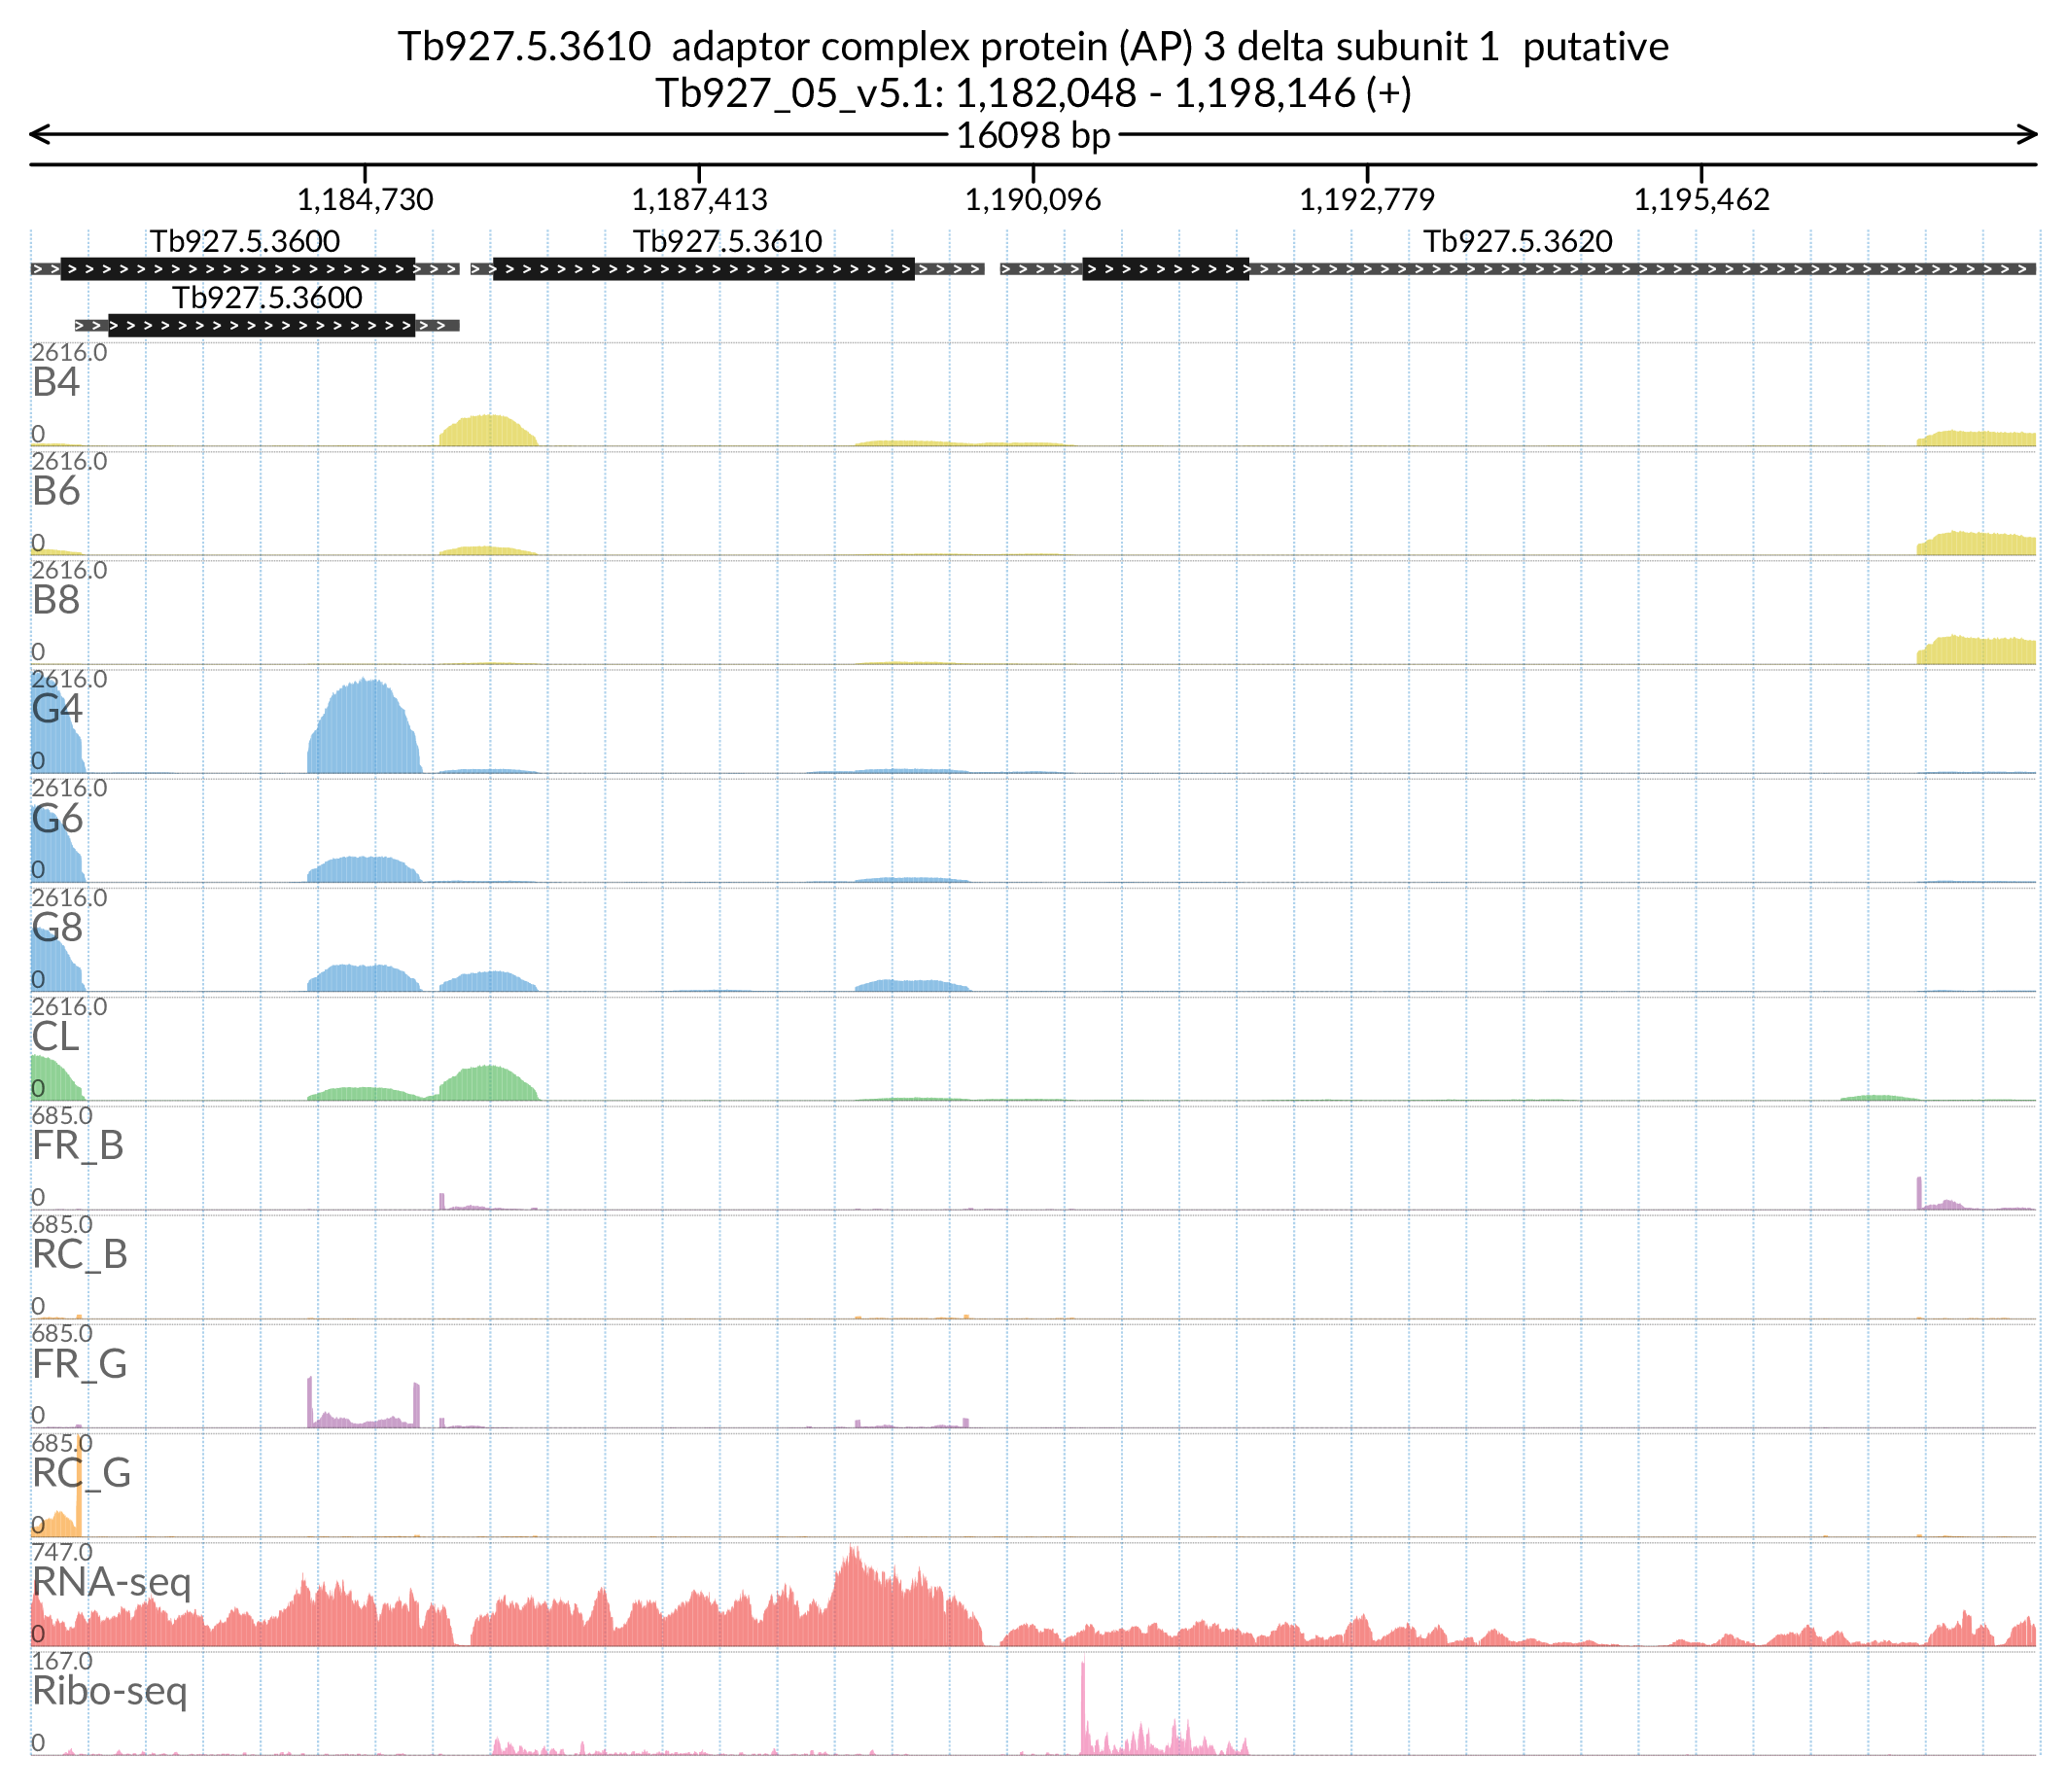 Tb927.5.3610  adaptor complex protein (AP) 3 delta subunit 1  putative
Tb927_05_v5.1: 1,182,048 - 1,198,146 (+)
16098 bp
1,184,730 1,187,413 1,190,096 1,192,779 1,195,462
Tb927.5.3600 Tb927.5.3610 Tb927.5.3620
Tb927.5.3600
2616.0
B4
0
2616.0
B6
0
2616.0
B8
0
2616.0
G4
0
2616.0
G6
0
2616.0
G8
0
2616.0
CL
0
685.0
FR_B
0
685.0
RC_B
0
685.0
FR_G
0
685.0
RC_G
0
747.0
RNA-seq
0
167.0
Ribo-seq
0